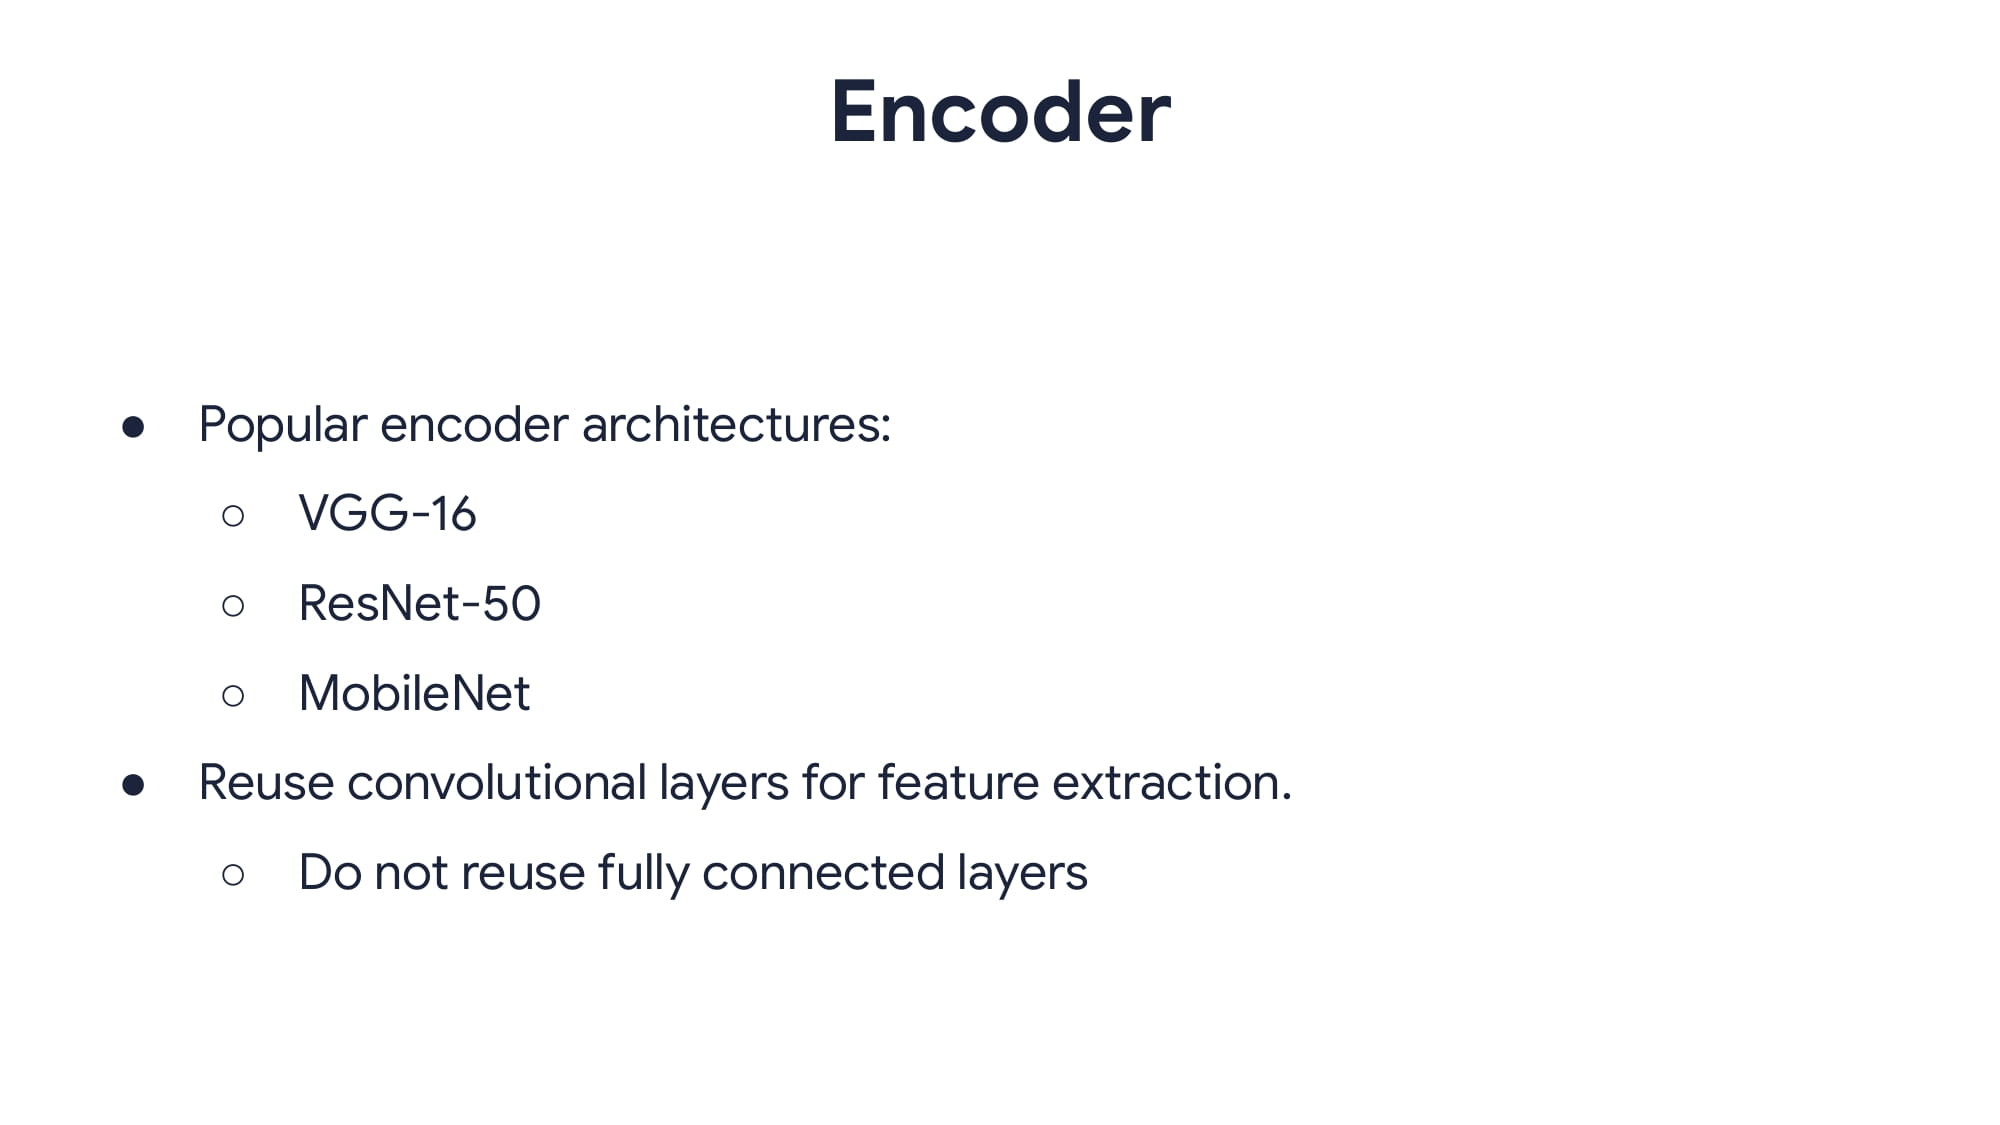 Encoder
● Popular encoder architectures:
○ VGG-16
○ ResNet-50
○ MobileNet
● Reuse convolutional layers for feature extraction.
○ Do not reuse fully connected layers